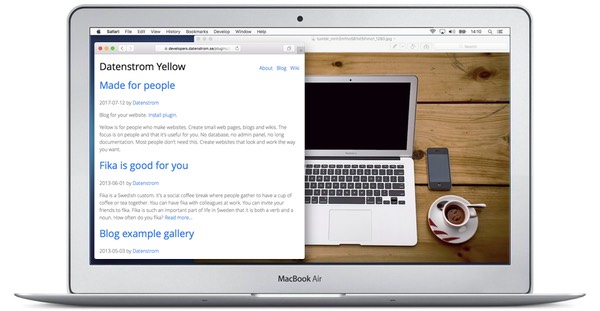 Safari File Edit View History Bookmarks Develop Window Help 14:10
developers.datenstrom.se
Datenstrom Yellow
About Blog Wiki
Made for people
2017-07-12 by Datenstrom
Blog for your website. Install plugin.
Yellow is for people who make websites. Create small web pages, blogs and wikis. The
focus is on people and that it's useful for you. No database, no admin panel, no long
documentation. Most people don't need this. Create websites that look and work the way
you want.
Fika is good for you
2013-06-01 by Datenstrom
Fika is a Swedish custom. It's a social coffee break where people gather to have a cup of
coffee or tea together. You can have fika with colleagues at work. You can invite your
friends to fika. Fika is such an important part of life in Sweden that it is both a verb and a
noun. How often do you fika? Read more...
Blog example gallery
2013-05-03 by Datenstrom
MacBook Air